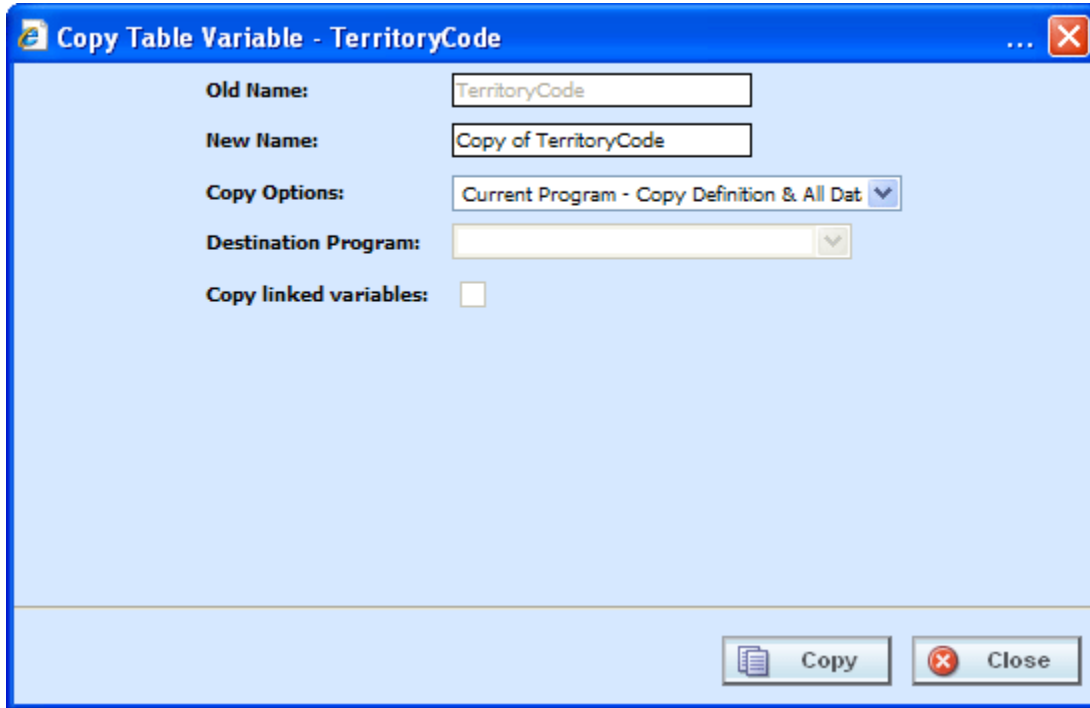 Copy Table Variable - TerritoryCode ...
Old Name: TerritoryCode
New Name: Copy of TerritoryCode
Copy Options: Current Program - Copy Definition & All Dat
Destination Program:
Copy linked variables:
Copy Close